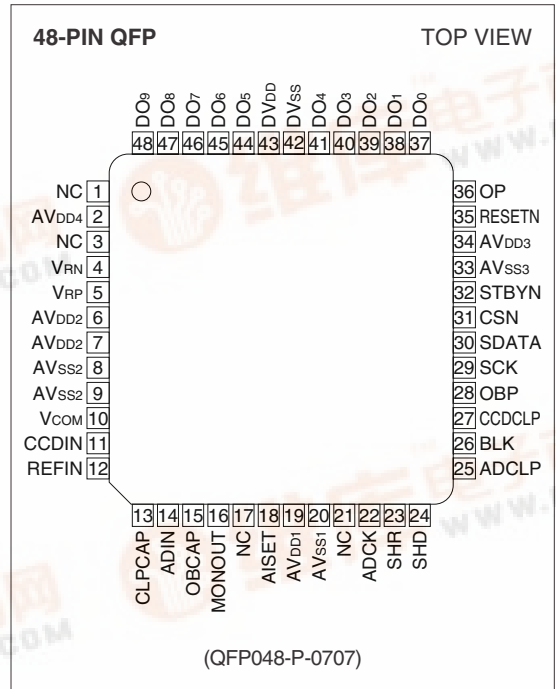 48-PIN QFP TOP VIEW
DO9 DO8 DO7 DO6 DO5 DVDD DVSS DO4 DO3 DO2 DO1 DO0
48 47 46 45 44 43 42 41 40 39 38 37
NC 1
AVDD4 2
NC 3
VRN 4
VRP 5
AVDD2 6
AVDD2 7
AVSS2 8
AVSS2 9
VCOM 10
CCDIN 11
REFIN 12
36 OP
35 RESETN
34 AVDD3
33 AVSS3
32 STBYN
31 CSN
30 SDATA
29 SCK
28 OBP
27 CCDCLP
26 BLK
25 ADCLP
13 14 15 16 17 18 19 20 21 22 23 24
CLPCAP ADIN OBCAP MONOUT NC AISET AVDD1 AVSS1 NC ADCK SHR SHD
(QFP048-P-0707)